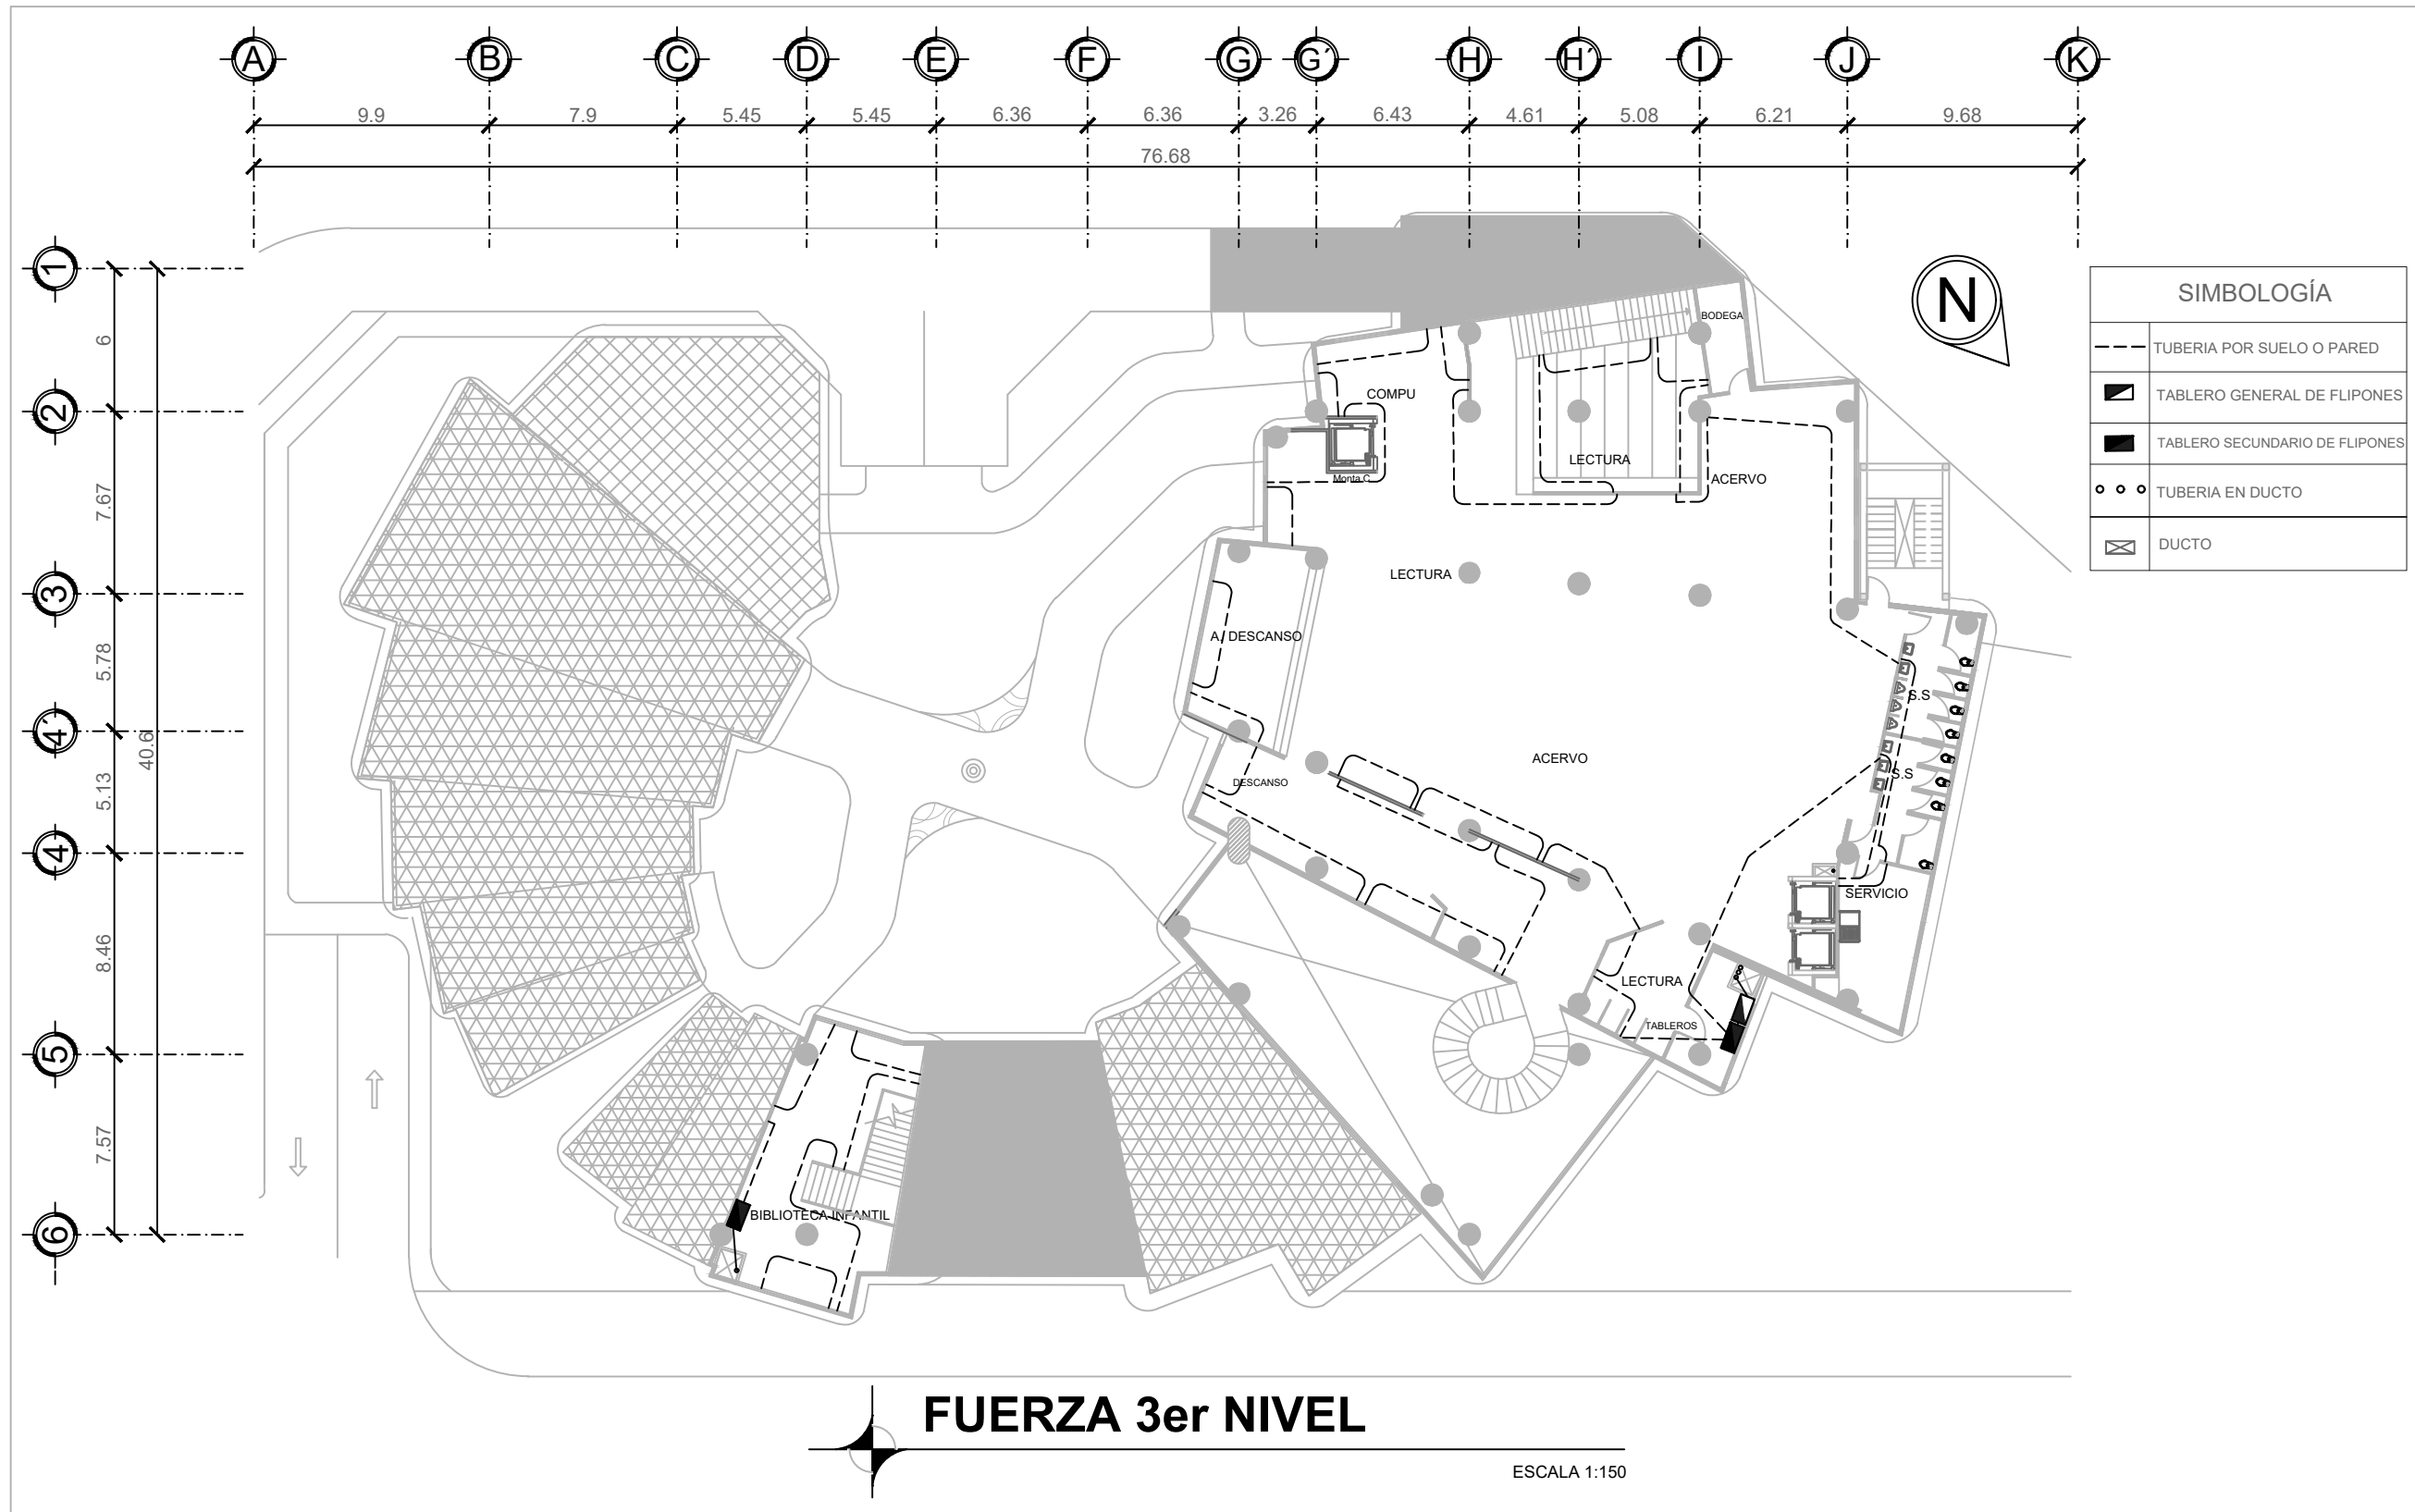 A B C D E F G G´ H H´ I J K
9.9 7.9 5.45 5.45 6.36 6.36 3.26 6.43 4.61 5.08 6.21 9.68
76.68
1
2
3
4´
4
5
6
6
7.67
5.78
5.13
8.46
7.57
40.6
N
SIMBOLOGÍA
TUBERIA POR SUELO O PARED
TABLERO GENERAL DE FLIPONES
TABLERO SECUNDARIO DE FLIPONES
TUBERIA EN DUCTO
DUCTO
BODEGA
COMPU
LECTURA
Monta C.
ACERVO
LECTURA
A. DESCANSO
S.S
ACERVO
S.S
DESCANSO
SERVICIO
LECTURA
TABLEROS
BIBLIOTECA INFANTIL
FUERZA 3er NIVEL
ESCALA 1:150